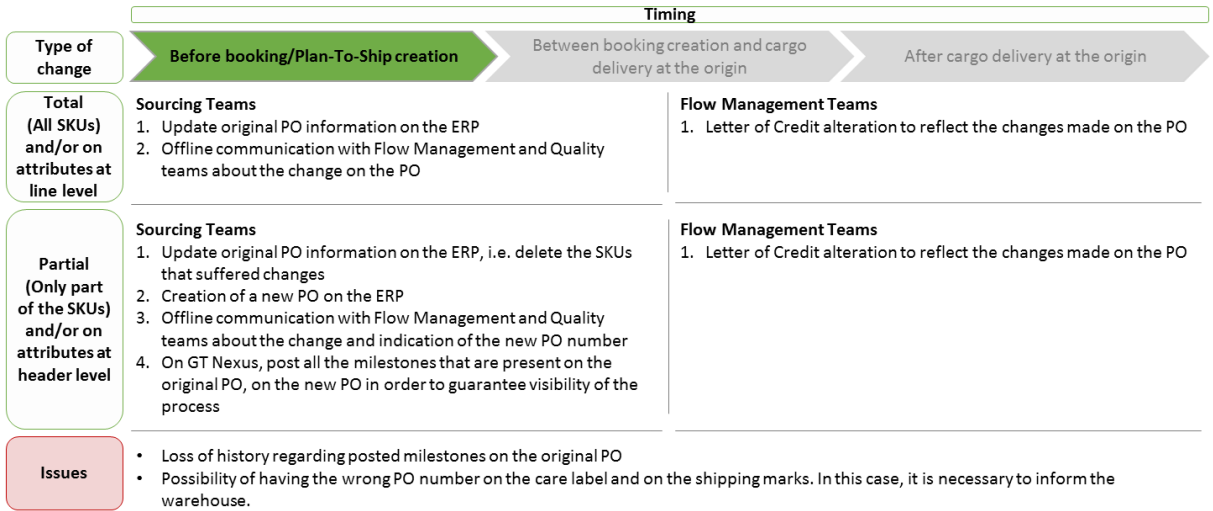 Timing
Type of
change
Before booking/Plan-To-Ship creation
Between booking creation and cargo
delivery at the origin
After cargo delivery at the origin
Total
(All SKUs)
and/or on
attributes at
line level
Sourcing Teams
1. Update original PO information on the ERP
2. Offline communication with Flow Management and Quality
teams about the change on the PO
Flow Management Teams
1. Letter of Credit alteration to reflect the changes made on the PO
Partial
(Only part
of the SKUs)
and/or on
attributes at
header level
Sourcing Teams
1. Update original PO information on the ERP, i.e. delete the SKUs
that suffered changes
2. Creation of a new PO on the ERP
3. Offline communication with Flow Management and Quality
teams about the change and indication of the new PO number
4. On GT Nexus, post all the milestones that are present on the
original PO, on the new PO in order to guarantee visibility of the
process
Flow Management Teams
1. Letter of Credit alteration to reflect the changes made on the PO
Issues
• Loss of history regarding posted milestones on the original PO
• Possibility of having the wrong PO number on the care label and on the shipping marks. In this case, it is necessary to inform the
warehouse.